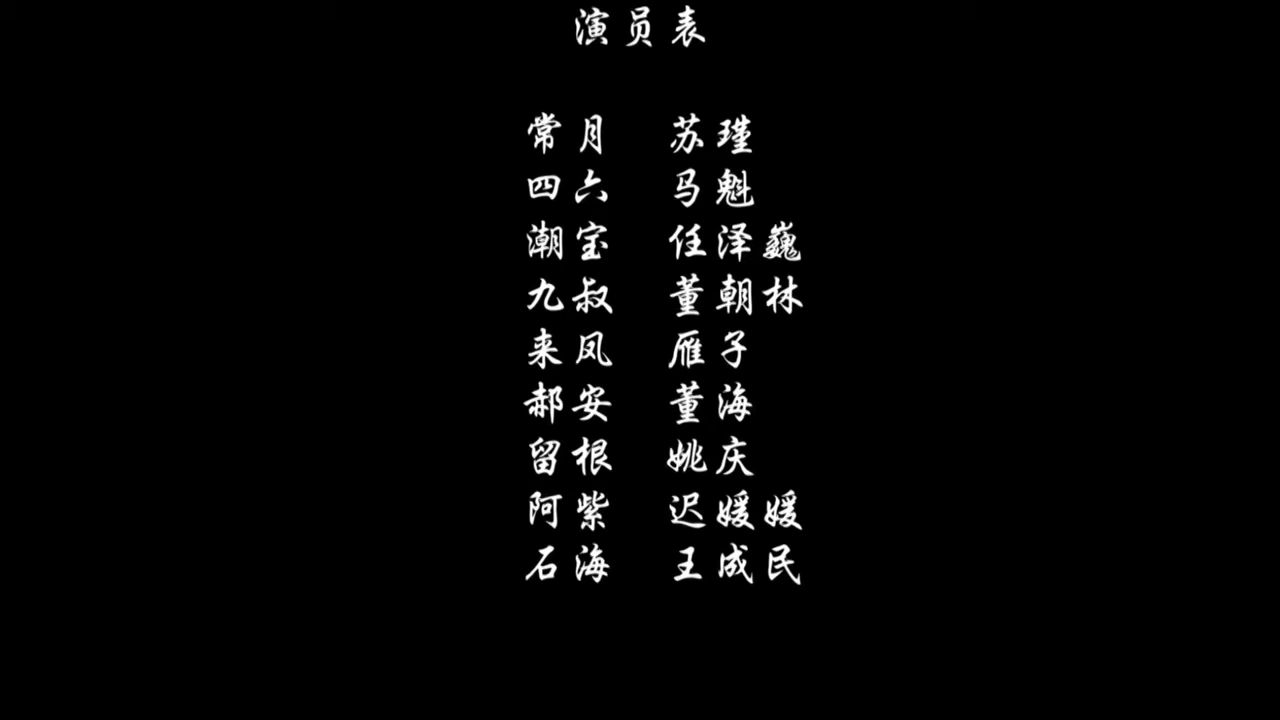 演员表
常月 苏瑾
四六 马魁
潮宝 任泽巍
九叔 董朝林
来凤 雁子
郝安 董海
留根 姚庆
阿紫 迟媛媛
石海 王成民